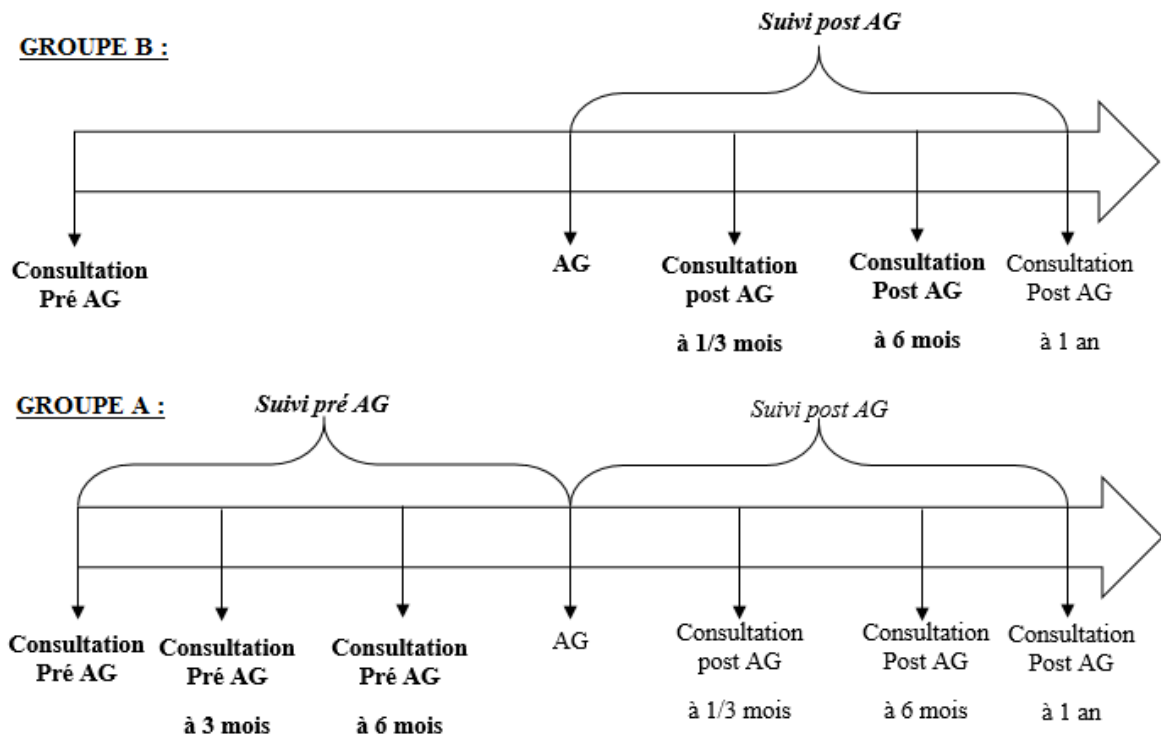 Suivi post AG
GROUPE B :
Consultation
Pré AG
AG
Consultation
post AG
à 1/3 mois
Consultation
Post AG
à 6 mois
Consultation
Post AG
à 1 an
GROUPE A :
Suivi pré AG
Suivi post AG
Consultation
Pré AG
Consultation
Pré AG
à 3 mois
Consultation
Pré AG
à 6 mois
AG
Consultation
post AG
à 1/3 mois
Consultation
Post AG
à 6 mois
Consultation
Post AG
à 1 an